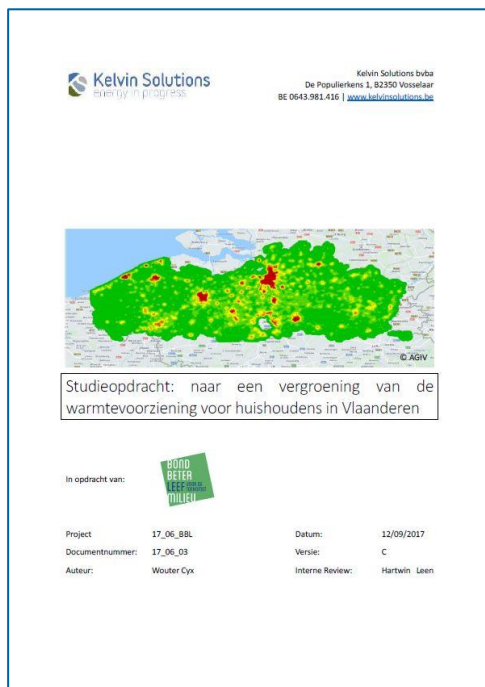 Kelvin Solutions
energy in progress
Kelvin Solutions bvba
De Populierkens 1, B2350 Vosselaar
BE 0643.981.416 | www.kelvinsolutions.be
© AGIV
Studieopdracht: naar een vergroening van de
warmtevoorziening voor huishoudens in Vlaanderen
In opdracht van:
BOND
BETER
LEEF
MILIEU
Project 17_06_BBL Datum: 12/09/2017
Documentnummer: 17_06_03 Versie: C
Auteur: Wouter Cyx Interne Review: Hartwin Leen